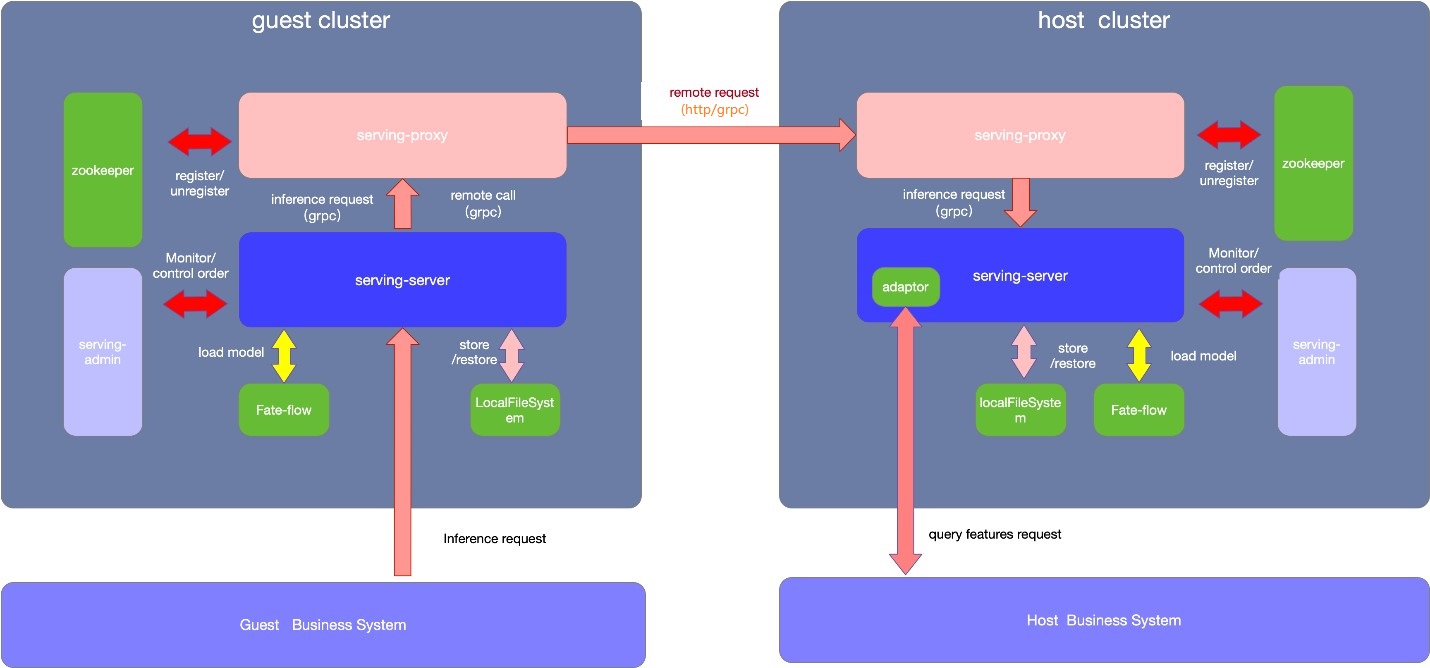 guest cluster
host  cluster
remote request
(http/grpc)
zookeeper
register/
unregister
serving-proxy
inference request
(grpc)
remote call
(grpc)
Monitor/
control order
serving-server
serving-
admin
load model
Fate-flow
store
/restore
LocalFileSyst
em
Inference request
Guest   Business System
serving-proxy
register/
unregister
zookeeper
inference request
(grpc)
serving-server
adaptor
Monitor/
control order
serving-
admin
store
/restore
localFileSyste
m
load model
Fate-flow
query features request
Host  Business System